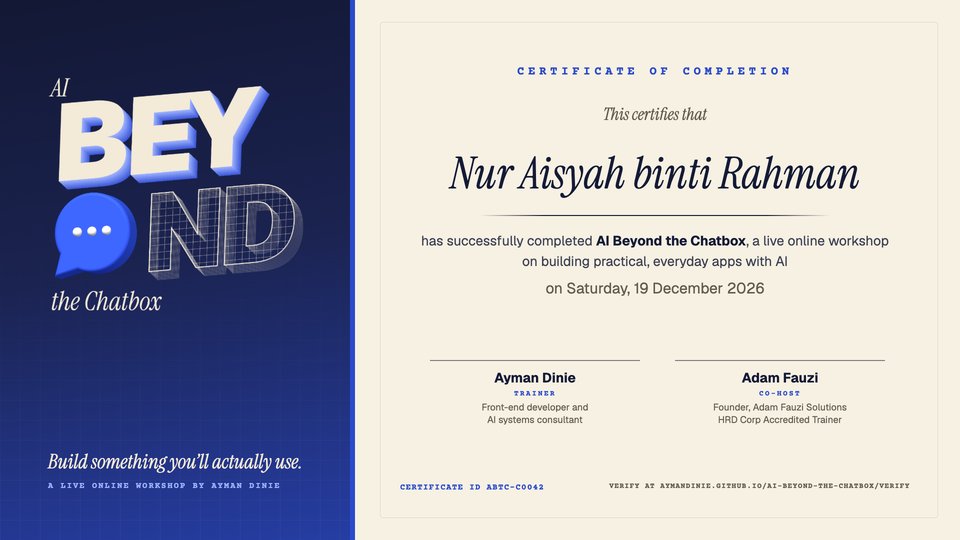 AI
BEY
ND
the Chatbox
Build something you'll actually use.
A LIVE ONLINE WORKSHOP BY AYMAN DINIE
CERTIFICATE OF COMPLETION
This certifies that
Nur Aisyah binti Rahman
has successfully completed AI Beyond the Chatbox, a live online workshop
on building practical, everyday apps with AI
on Saturday, 19 December 2026
Ayman Dinie
TRAINER
Front-end developer and
AI systems consultant
Adam Fauzi
CO-HOST
Founder, Adam Fauzi Solutions
HRD Corp Accredited Trainer
CERTIFICATE ID ABTC-C0042
VERIFY AT AYMANDINIE.GITHUB.IO/AI-BEYOND-THE-CHATBOX/VERIFY